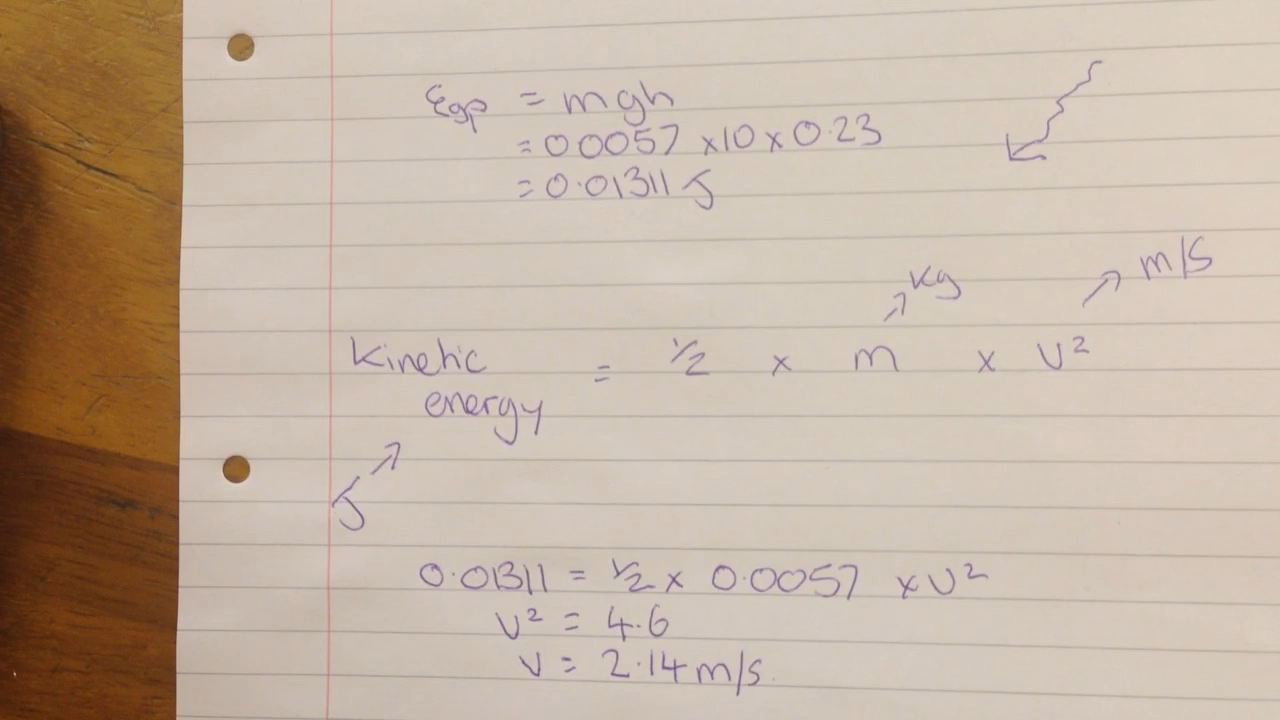 Egp = mgh
= 0.0057 x 10 x 0.23
= 0.01311 J
kg
m/s
Kinetic energy = 1/2 x m x v²
J
0.01311 = 1/2 x 0.0057 x v²
v² = 4.6
v = 2.14 m/s.